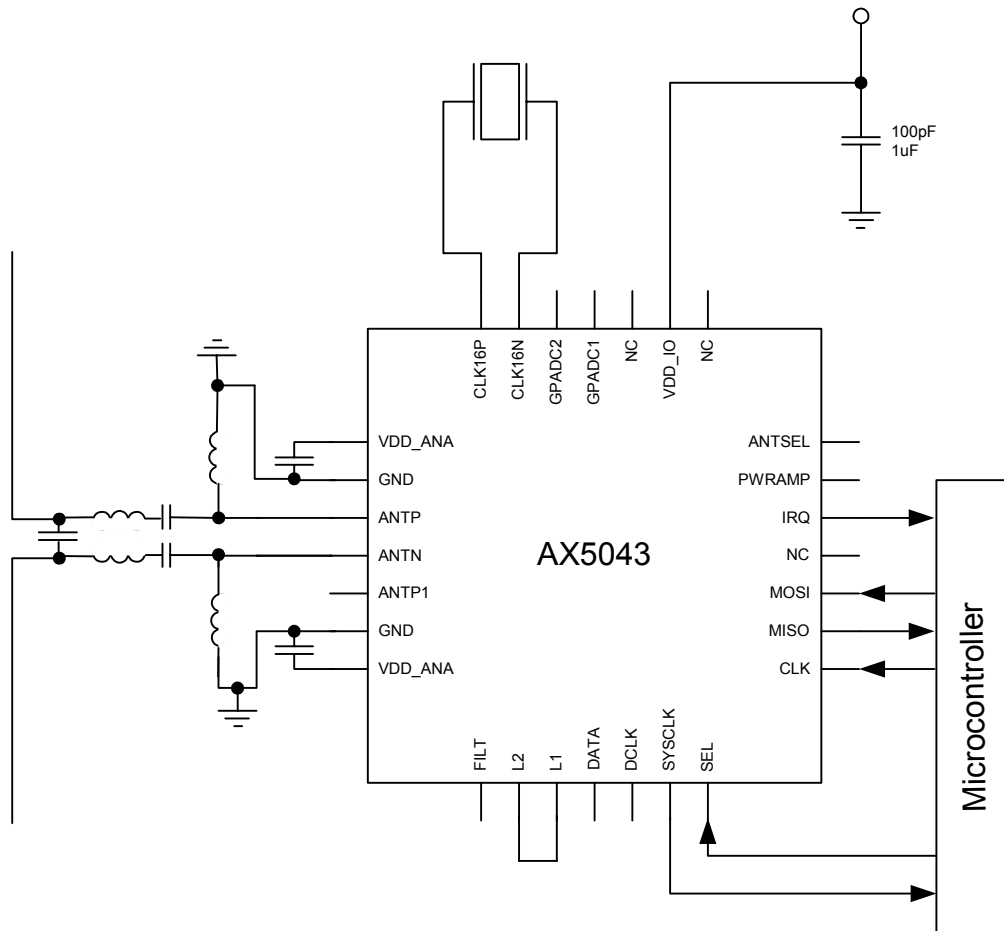 100pF
1uF
CLK16P
CLK16N
GPADC2
GPADC1
NC
VDD_IO
NC
VDD_ANA
GND
ANTP
ANTN
ANTP1
GND
VDD_ANA
AX5043
ANTSEL
PWRAMP
IRQ
NC
MOSI
MISO
CLK
FILT
L2
L1
DATA
DCLK
SYSCLK
SEL
Microcontroller